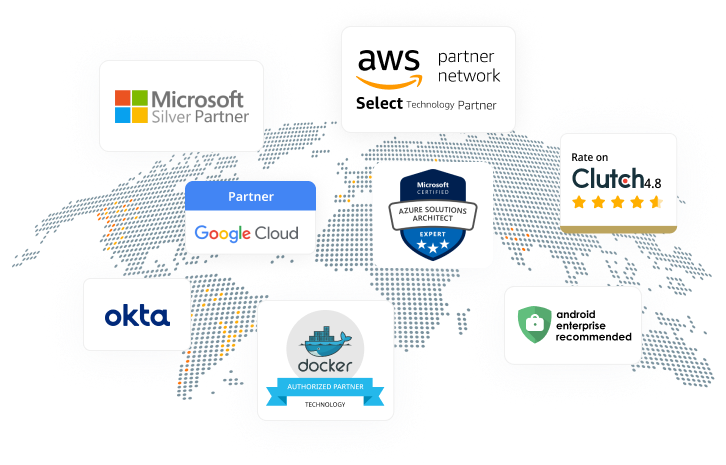 aws
partner
network
Select Technology Partner
Microsoft
Silver Partner
Rate on
Clutch 4.8
Partner
Google Cloud
Microsoft
CERTIFIED
AZURE SOLUTIONS
ARCHITECT
EXPERT
okta
docker
AUTHORIZED PARTNER
TECHNOLOGY
android
enterprise
recommended